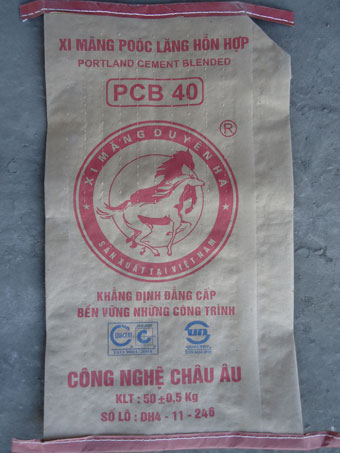 XI MĂNG POÓC LĂNG HỖN HỢP
PORTLAND CEMENT BLENDED
PCB 40
®
XI MĂNG DUYÊN HÀ
SẢN XUẤT TẠI VIỆT NAM
KHẲNG ĐỊNH ĐẲNG CẤP
BỀN VỮNG NHỮNG CÔNG TRÌNH
CÔNG NGHỆ CHÂU ÂU
KLT : 50 ± 0,5 Kg
SỐ LÔ : DH4 - 11 - 246